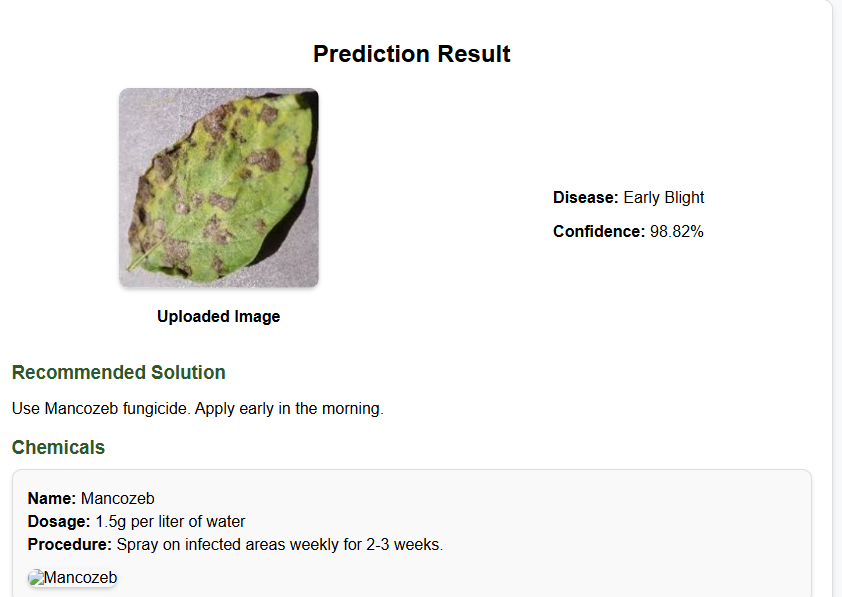 Prediction Result
Disease: Early Blight
Confidence: 98.82%
Uploaded Image
Recommended Solution
Use Mancozeb fungicide. Apply early in the morning.
Chemicals
Name: Mancozeb
Dosage: 1.5g per liter of water
Procedure: Spray on infected areas weekly for 2-3 weeks.
Mancozeb